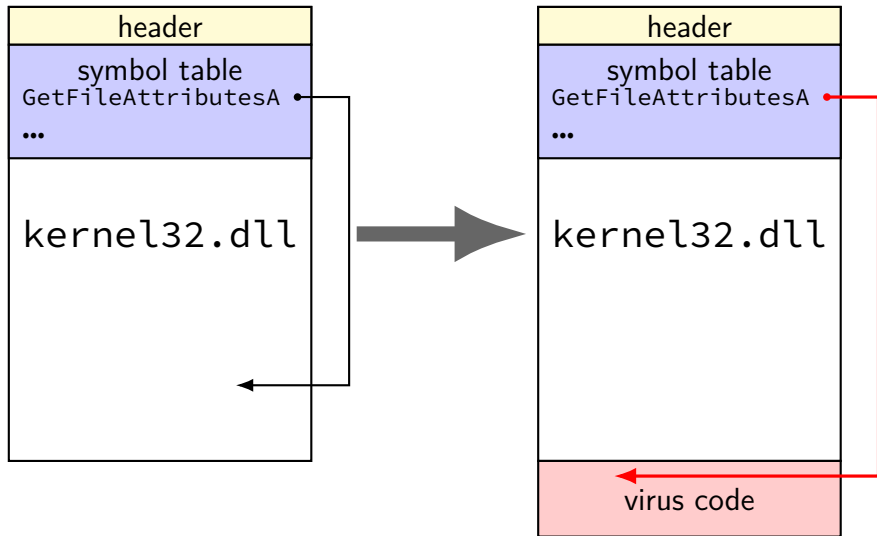 header
symbol table
GetFileAttributesA
...
kernel32.dll
header
symbol table
GetFileAttributesA
...
kernel32.dll
virus code